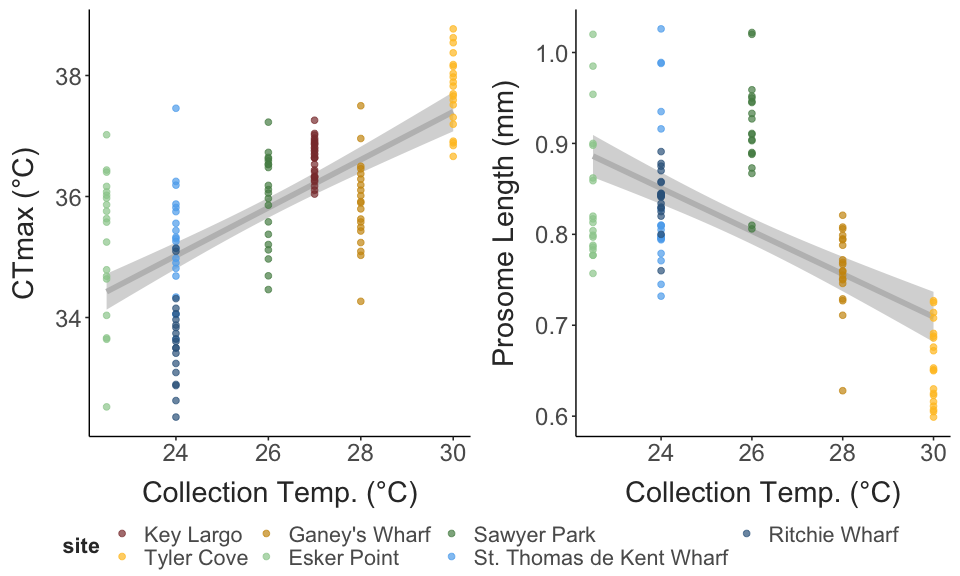 CTmax (°C)
38
36
34
24
26
28
30
Collection Temp. (°C)
Prosome Length (mm)
1.0
0.9
0.8
0.7
0.6
24
26
28
30
Collection Temp. (°C)
site
Key Largo
Ganey's Wharf
Sawyer Park
Ritchie Wharf
Tyler Cove
Esker Point
St. Thomas de Kent Wharf